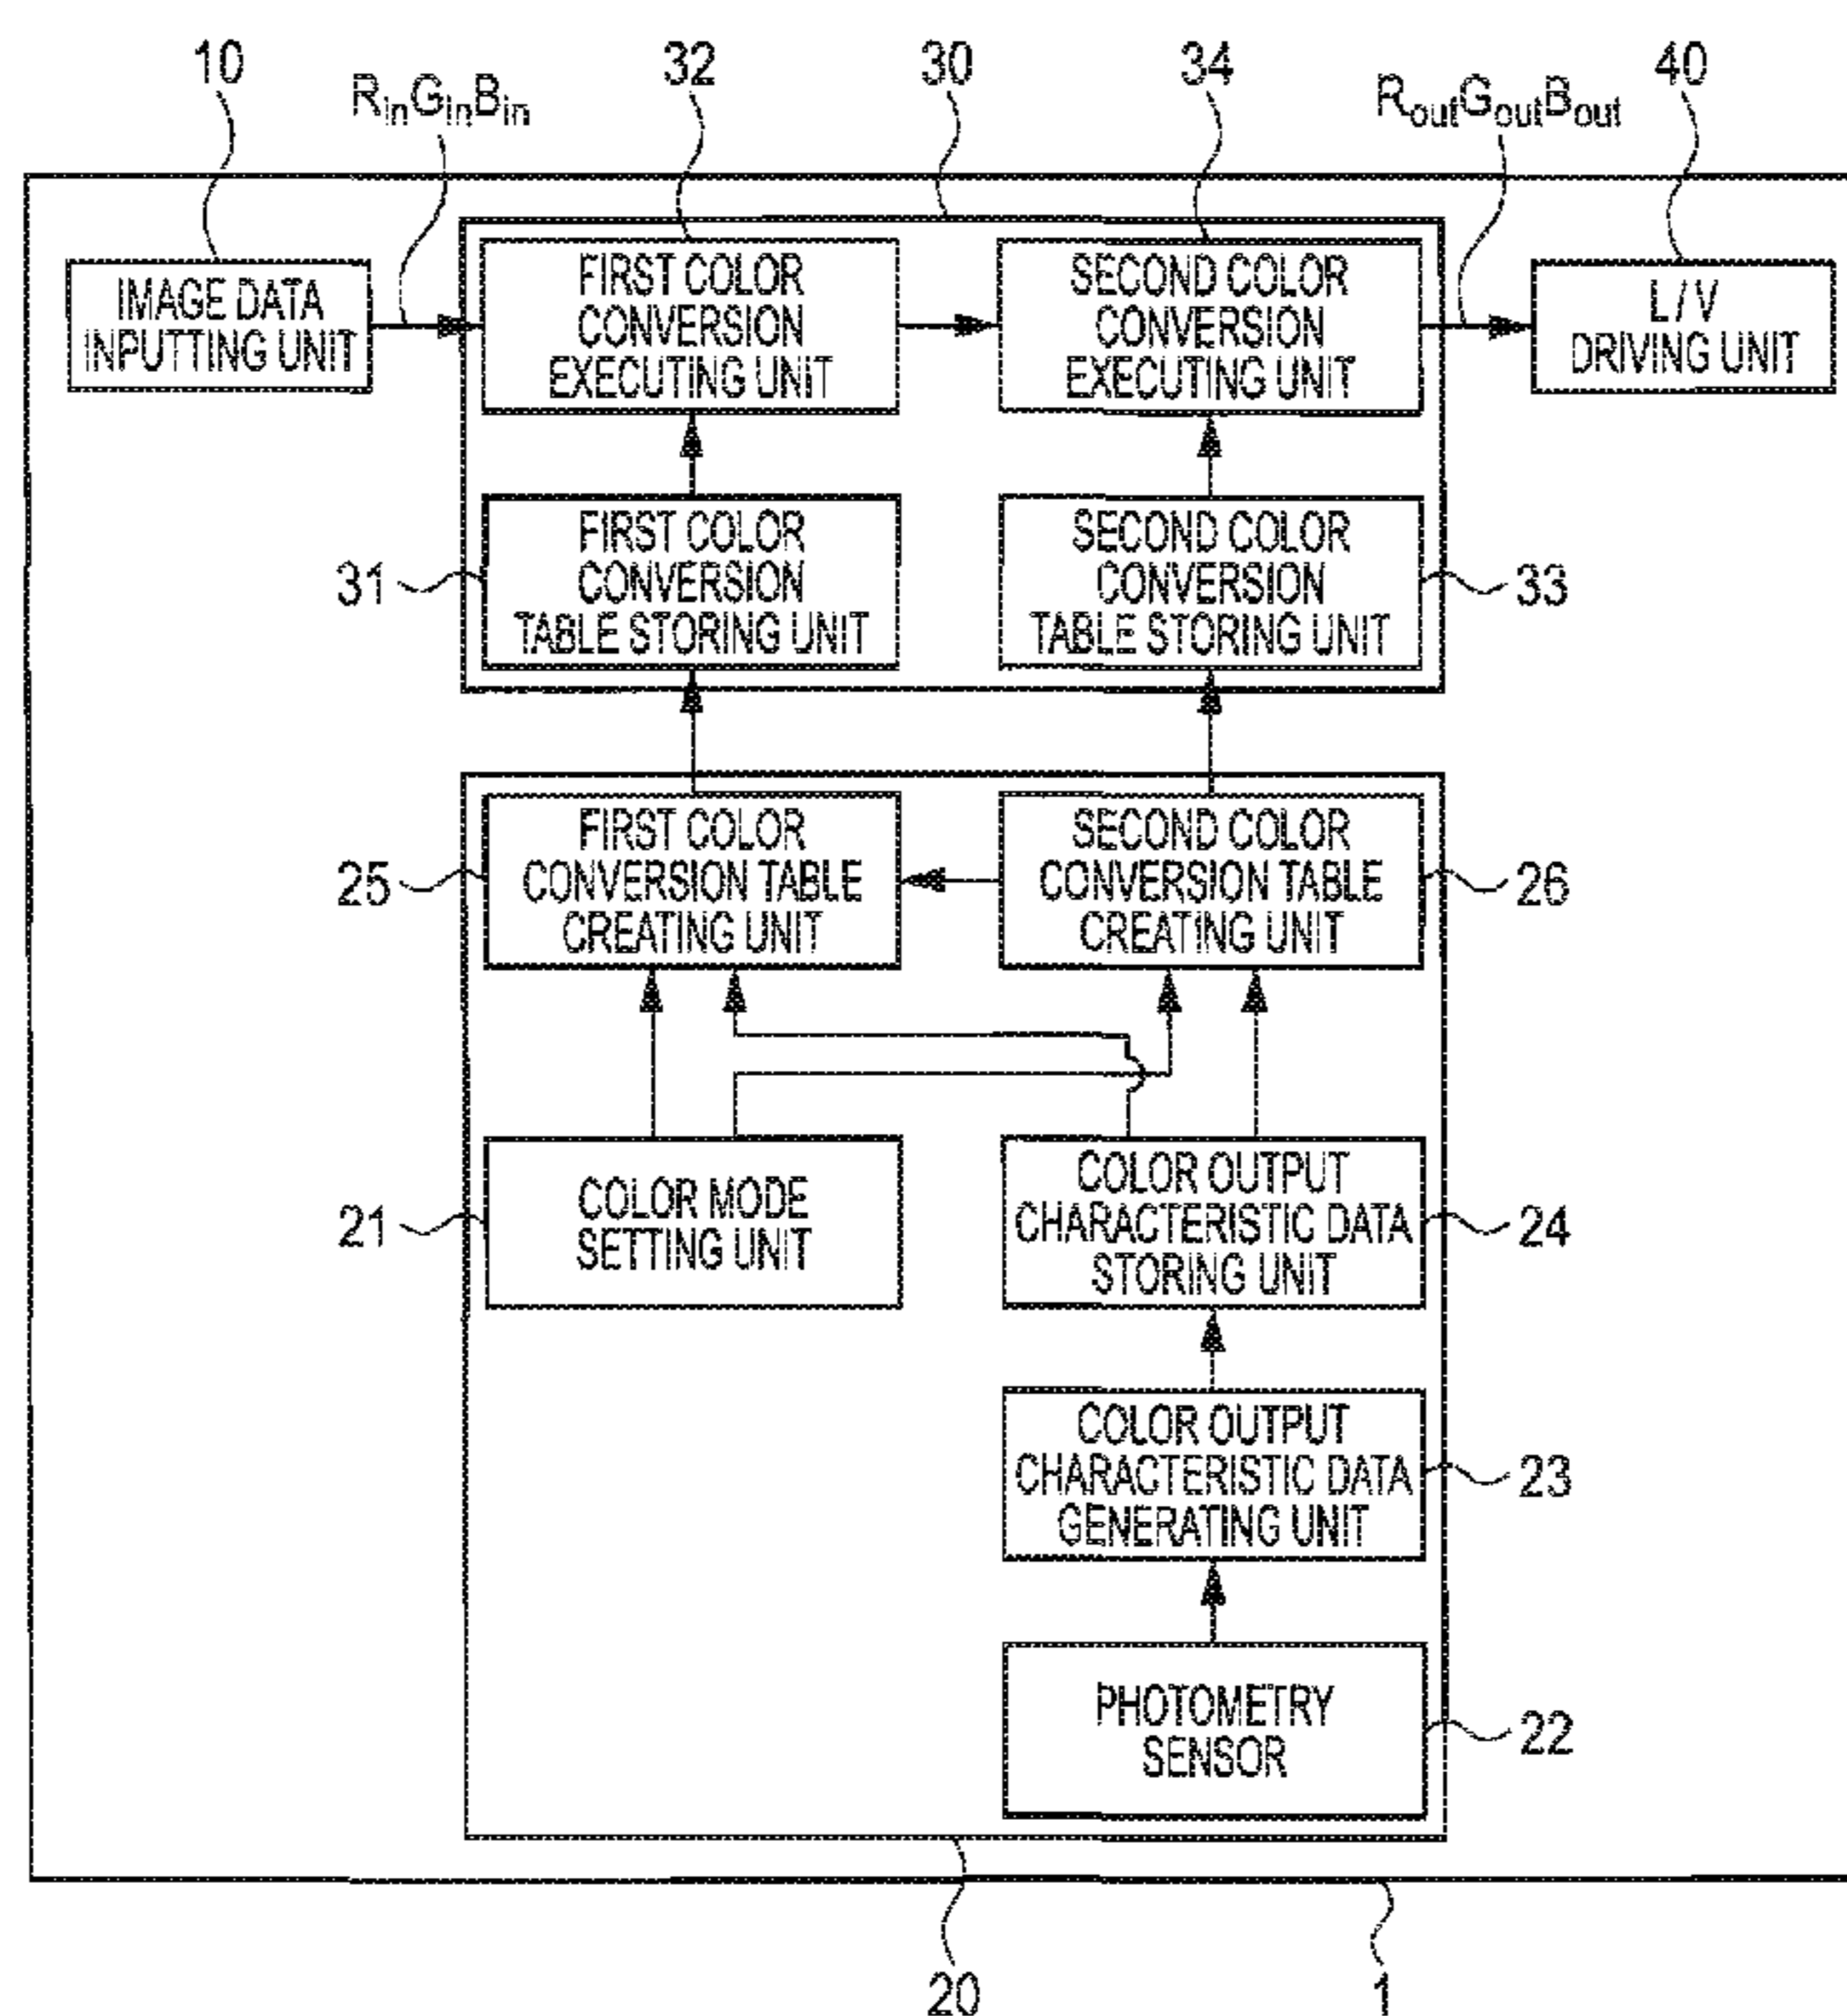 10
R_inG_inB_in
32
30
34
R_outG_outB_out
40
IMAGE DATA
INPUTTING UNIT
FIRST COLOR
CONVERSION
EXECUTING UNIT
SECOND COLOR
CONVERSION
EXECUTING UNIT
L / V
DRIVING UNIT
31
FIRST COLOR
CONVERSION
TABLE STORING UNIT
SECOND COLOR
CONVERSION
TABLE STORING UNIT
33
25
FIRST COLOR
CONVERSION TABLE
CREATING UNIT
SECOND COLOR
CONVERSION TABLE
CREATING UNIT
26
21
COLOR MODE
SETTING UNIT
COLOR OUTPUT
CHARACTERISTIC DATA
STORING UNIT
24
COLOR OUTPUT
CHARACTERISTIC DATA
GENERATING UNIT
23
PHOTOMETRY
SENSOR
22
20
1